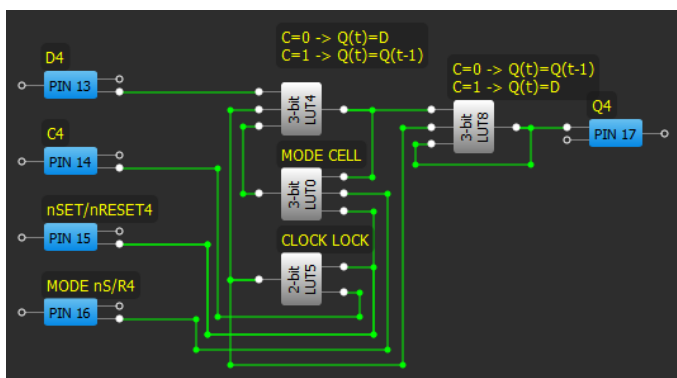 C=0 -> Q(t)=D
C=1 -> Q(t)=Q(t-1)
D4
PIN 13
3-bit
LUT4
C=0 -> Q(t)=Q(t-1)
C=1 -> Q(t)=D
3-bit
LUT8
Q4
PIN 17
C4
PIN 14
MODE CELL
3-bit
LUT0
nSET/nRESET4
PIN 15
CLOCK LOCK
2-bit
LUT5
MODE nS/R4
PIN 16